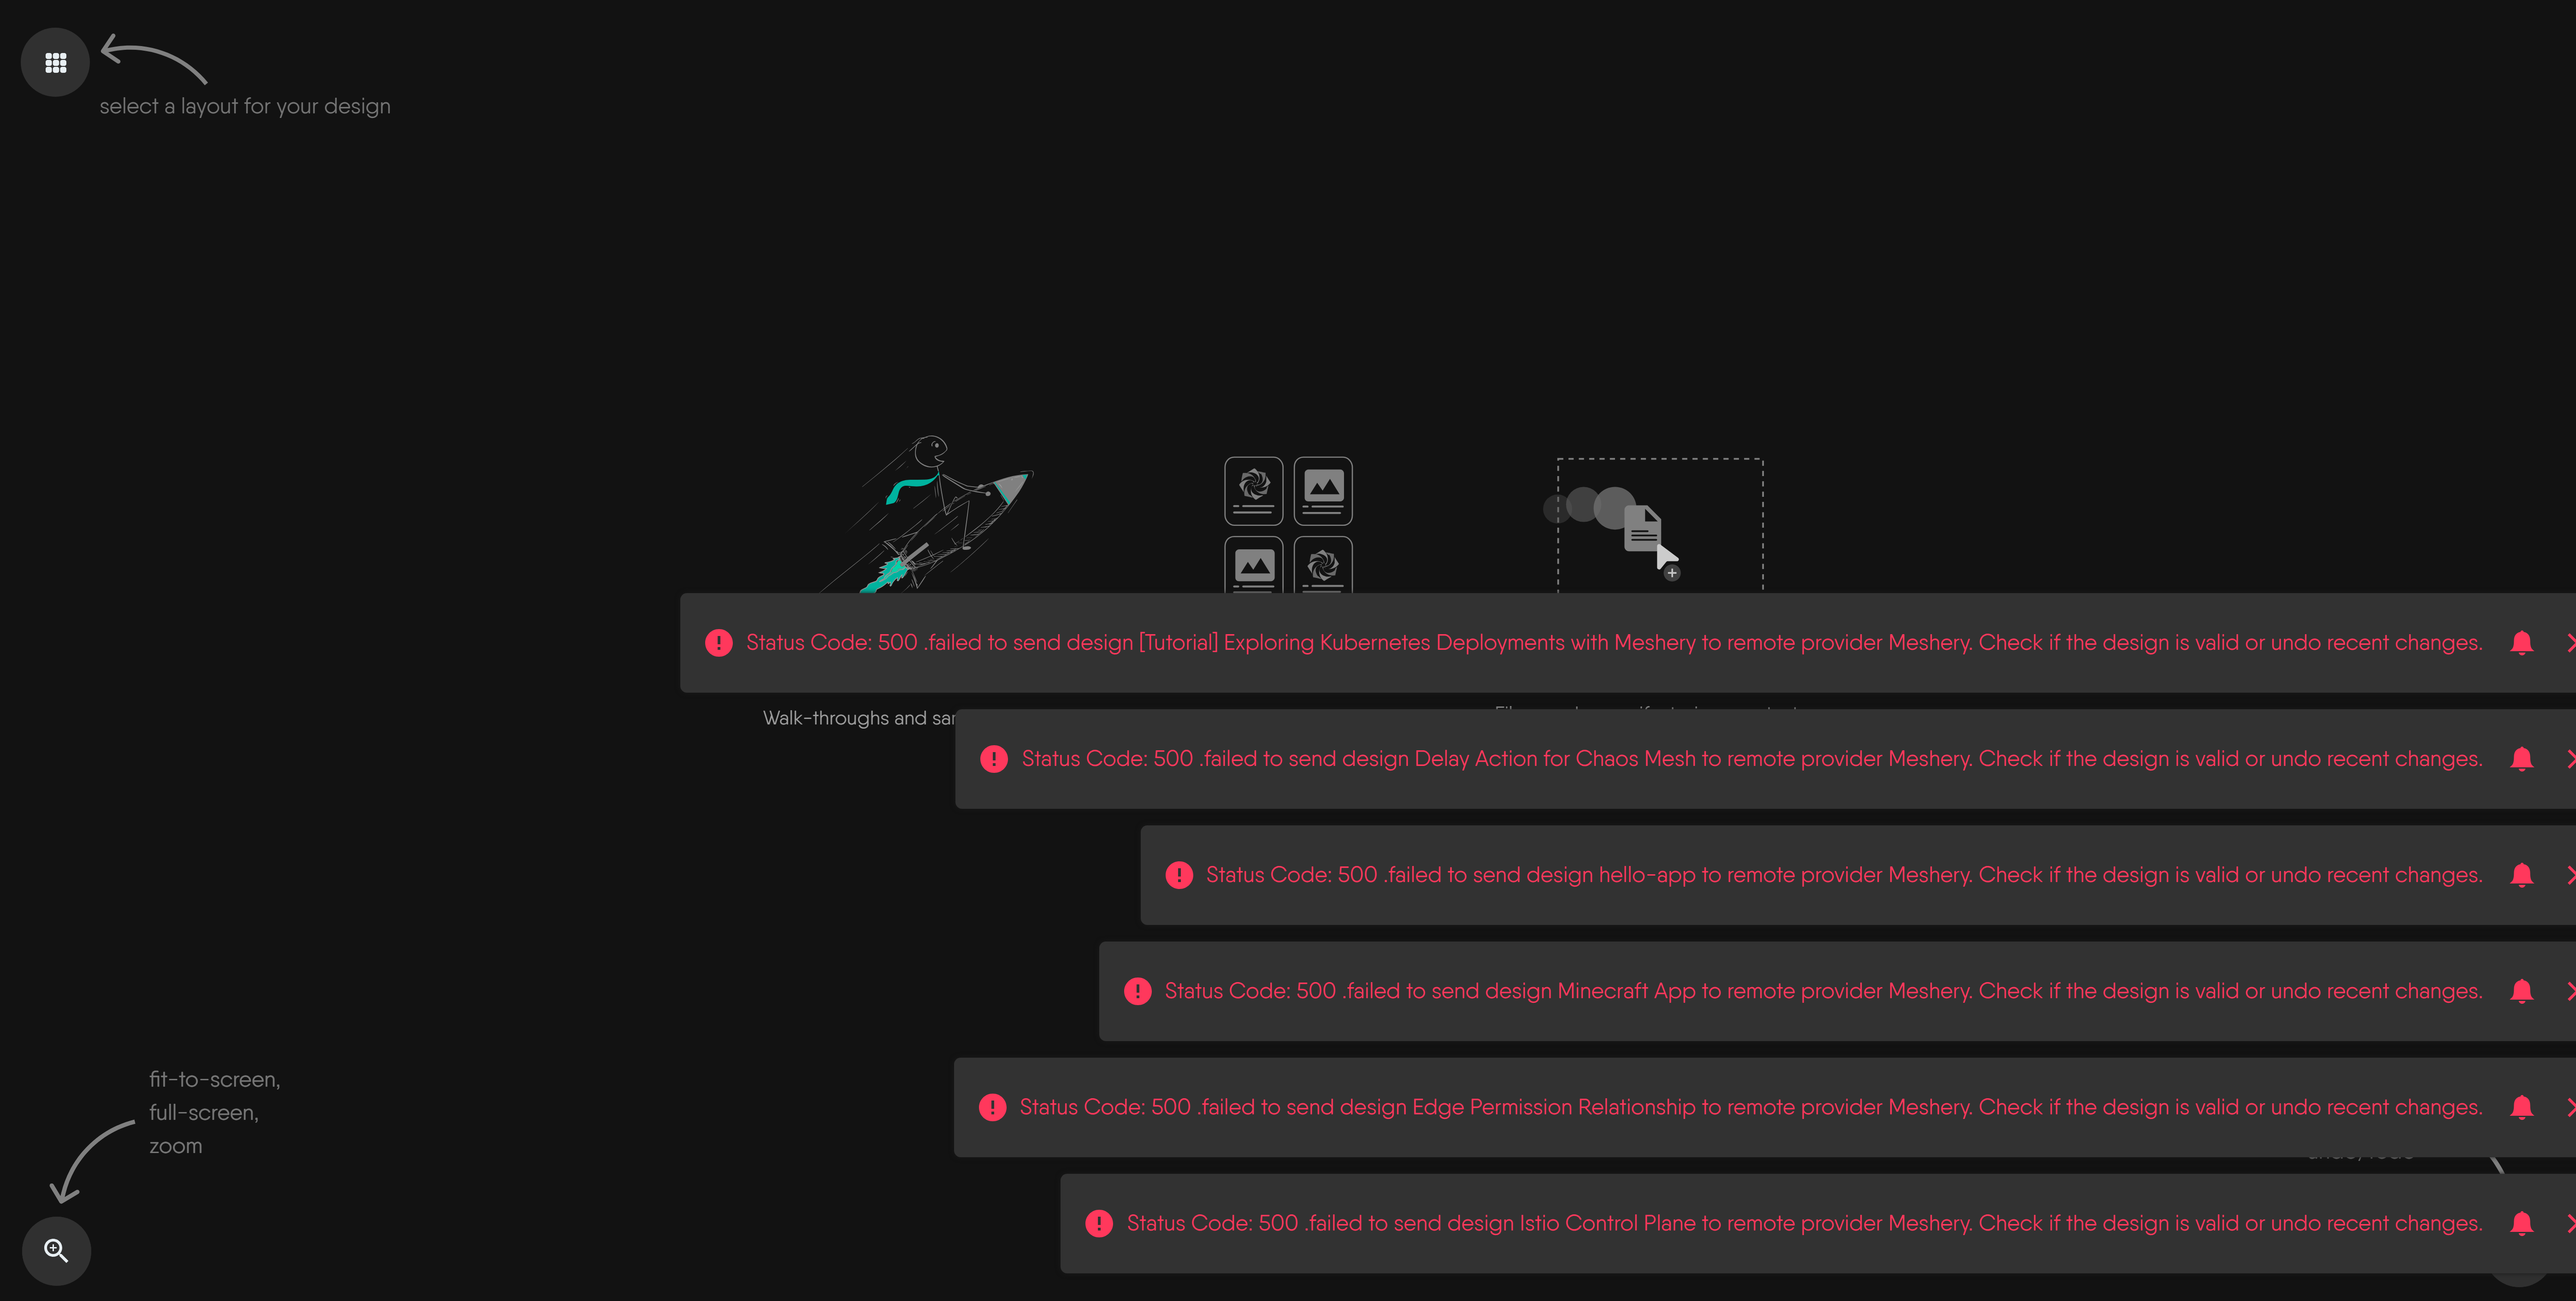 select a layout for your design
Status Code: 500 .failed to send design [Tutorial] Exploring Kubernetes Deployments with Meshery to remote provider Meshery. Check if the design is valid or undo recent changes.
Walk-throughs and
Status Code: 500 .failed to send design Delay Action for Chaos Mesh to remote provider Meshery. Check if the design is valid or undo recent changes.
Status Code: 500 .failed to send design hello-app to remote provider Meshery. Check if the design is valid or undo recent changes.
Status Code: 500 .failed to send design Minecraft App to remote provider Meshery. Check if the design is valid or undo recent changes.
fit-to-screen,
full-screen,
zoom
Status Code: 500 .failed to send design Edge Permission Relationship to remote provider Meshery. Check if the design is valid or undo recent changes.
Status Code: 500 .failed to send design Istio Control Plane to remote provider Meshery. Check if the design is valid or undo recent changes.